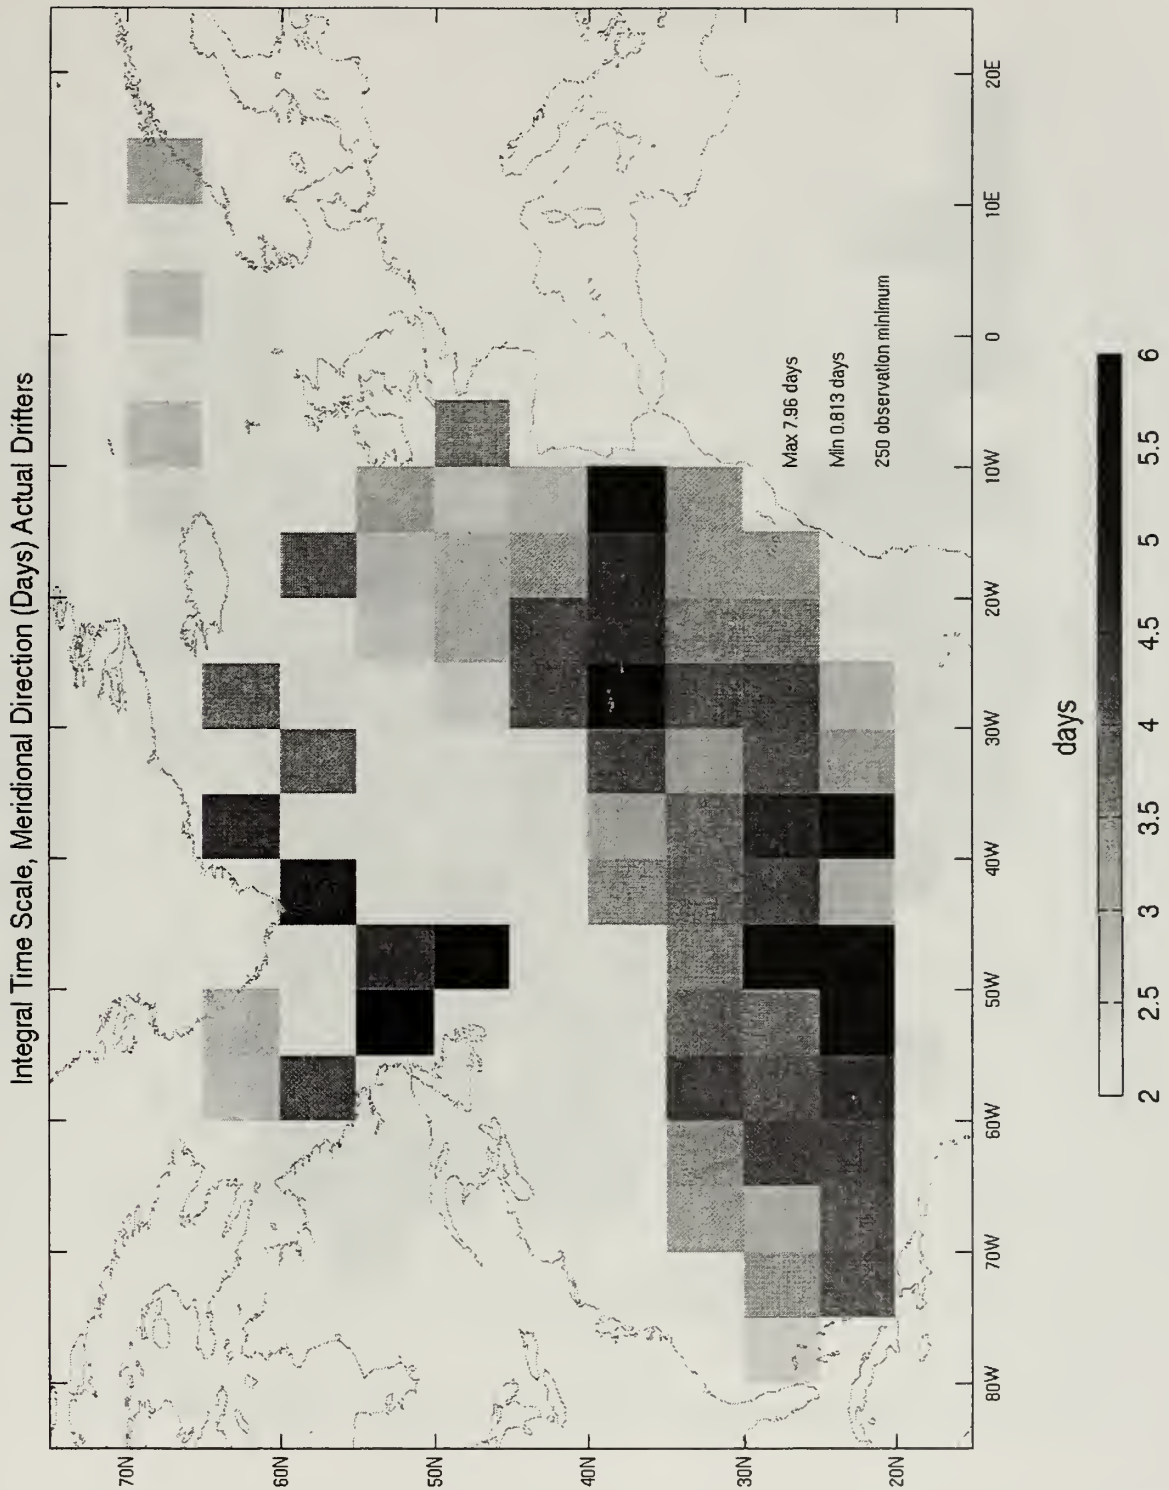 Integral Time Scale, Meridional Direction (Days) Actual Drifters
70N
60N
50N
40N
30N
20N
80W
70W
60W
50W
40W
30W
20W
10W
0
10E
20E
Max 7.96 days
Min 0.813 days
250 observation minimum
days
2
2.5
3
3.5
4
4.5
5
5.5
6